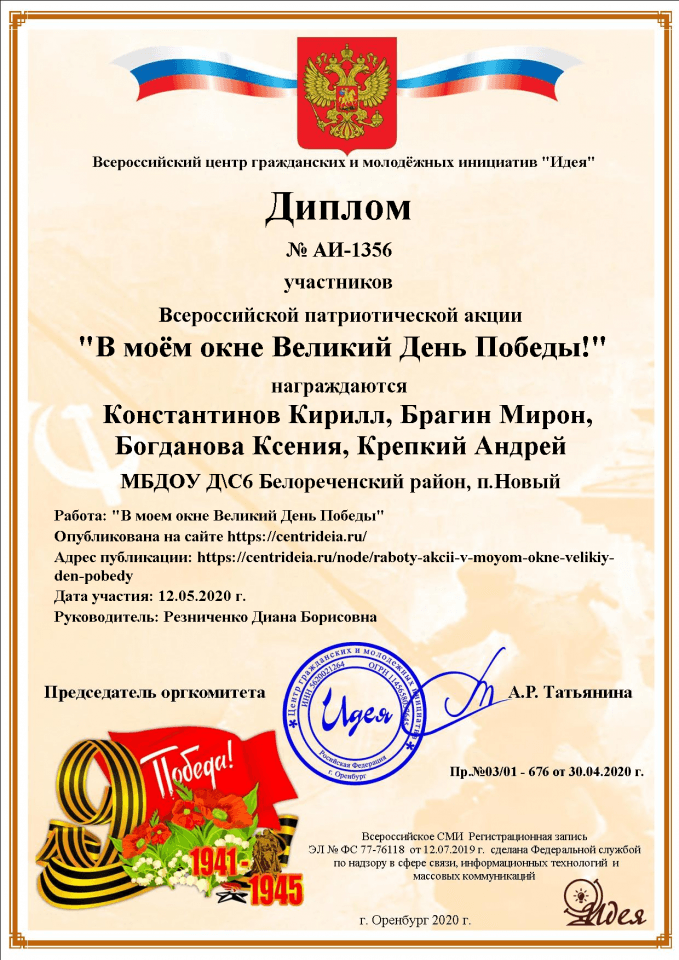 Всероссийский центр гражданских и молодёжных инициатив "Идея"
Диплом
№ АИ-1356
участников
Всероссийской патриотической акции
"В моём окне Великий День Победы!"
награждаются
Константинов Кирилл, Брагин Мирон,
Богданова Ксения, Крепкий Андрей
МБДОУ Д\С6 Белореченский район, п.Новый
Работа: "В моем окне Великий День Победы"
Опубликована на сайте https://centrideia.ru/
Адрес публикации: https://centrideia.ru/node/raboty-akcii-v-moyom-okne-velikiy-
den-pobedy
Дата участия: 12.05.2020 г.
Руководитель: Резниченко Диана Борисовна
Председатель оргкомитета
Центр гражданских и молодежных инициатив
ИНН 5620021264
ОГРН
Идея
Российская Федерация
г. Оренбург
А.Р. Татьянина
Пр.№03/01 - 676 от 30.04.2020 г.
Победа!
9
1941-
1945
Всероссийское СМИ Регистрационная запись
ЭЛ № ФС 77-76118 от 12.07.2019 г. сделана Федеральной службой
по надзору в сфере связи, информационных технологий и
массовых коммуникаций
Идея
г. Оренбург 2020 г.